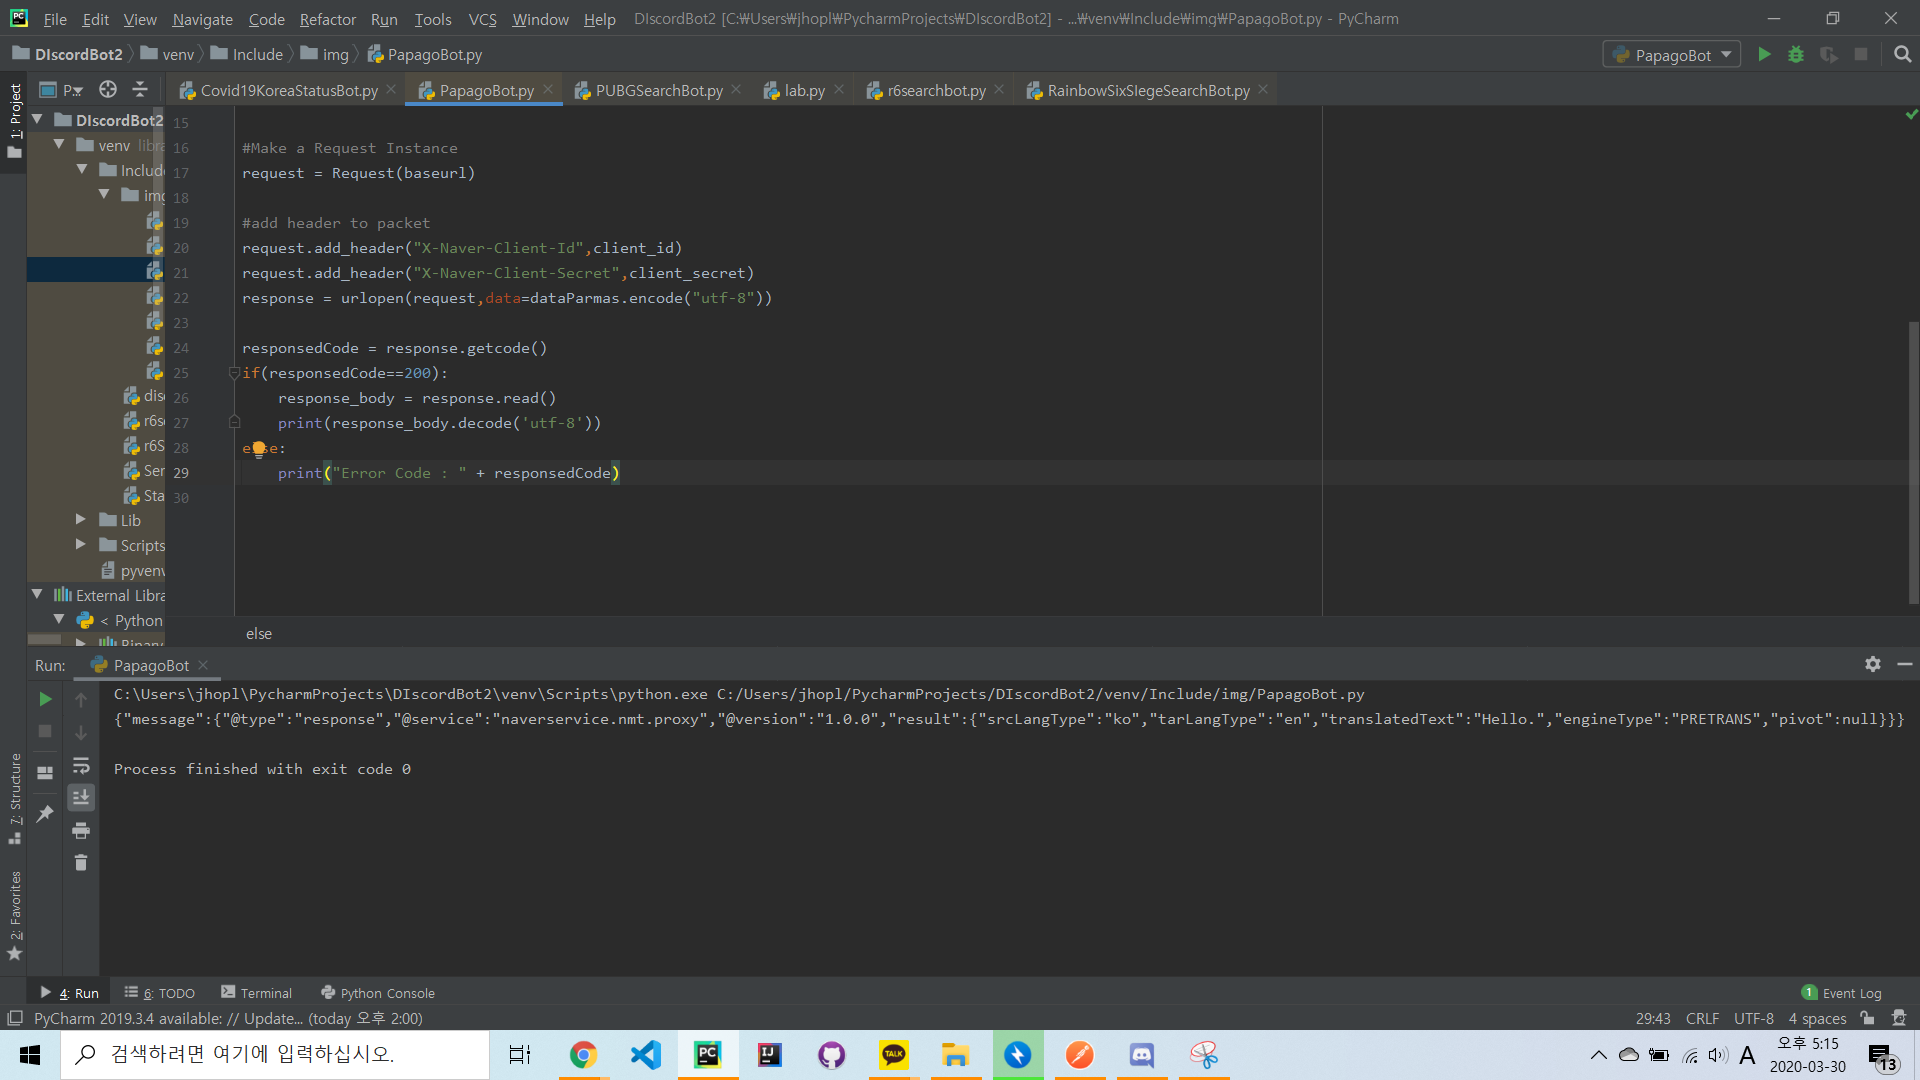 File Edit View Navigate Code Refactor Run Tools VCS Window Help DIscordBot2 [C:₩Users₩jhopl₩PycharmProjects₩DIscordBot2] - ...₩venv₩Include₩img₩PapagoBot.py - PyCharm
DIscordBot2 venv Include img PapagoBot.py PapagoBot
P... Covid19KoreaStatusBot.py PapagoBot.py PUBGSearchBot.py lab.py r6searchbot.py RainbowSixSIegeSearchBot.py
1: Project
DIscordBot2
venv libra
Includ
img
disc
r6se
r6S
Ser
Sta
Lib
Scripts
pyvenv
External Libra
< Python
Binary
15
16 #Make a Request Instance
17 request = Request(baseurl)
18
19 #add header to packet
20 request.add_header("X-Naver-Client-Id",client_id)
21 request.add_header("X-Naver-Client-Secret",client_secret)
22 response = urlopen(request,data=dataParmas.encode("utf-8"))
23
24 responsedCode = response.getcode()
25 if(responsedCode==200):
26 response_body = response.read()
27 print(response_body.decode('utf-8'))
28 else:
29 print("Error Code : " + responsedCode)
30
else
Run: PapagoBot
C:\Users\jhopl\PycharmProjects\DIscordBot2\venv\Scripts\python.exe C:/Users/jhopl/PycharmProjects/DIscordBot2/venv/Include/img/PapagoBot.py
{"message":{"@type":"response","@service":"naverservice.nmt.proxy","@version":"1.0.0","result":{"srcLangType":"ko","tarLangType":"en","translatedText":"Hello.","engineType":"PRETRANS","pivot":null}}}
Process finished with exit code 0
7: Structure
2: Favorites
4: Run 6: TODO Terminal Python Console 1 Event Log
PyCharm 2019.3.4 available: // Update... (today 오후 2:00) 29:43 CRLF UTF-8 4 spaces
검색하려면 여기에 입력하십시오. PC IJ TALK A 오후 5:15
2020-03-30 13